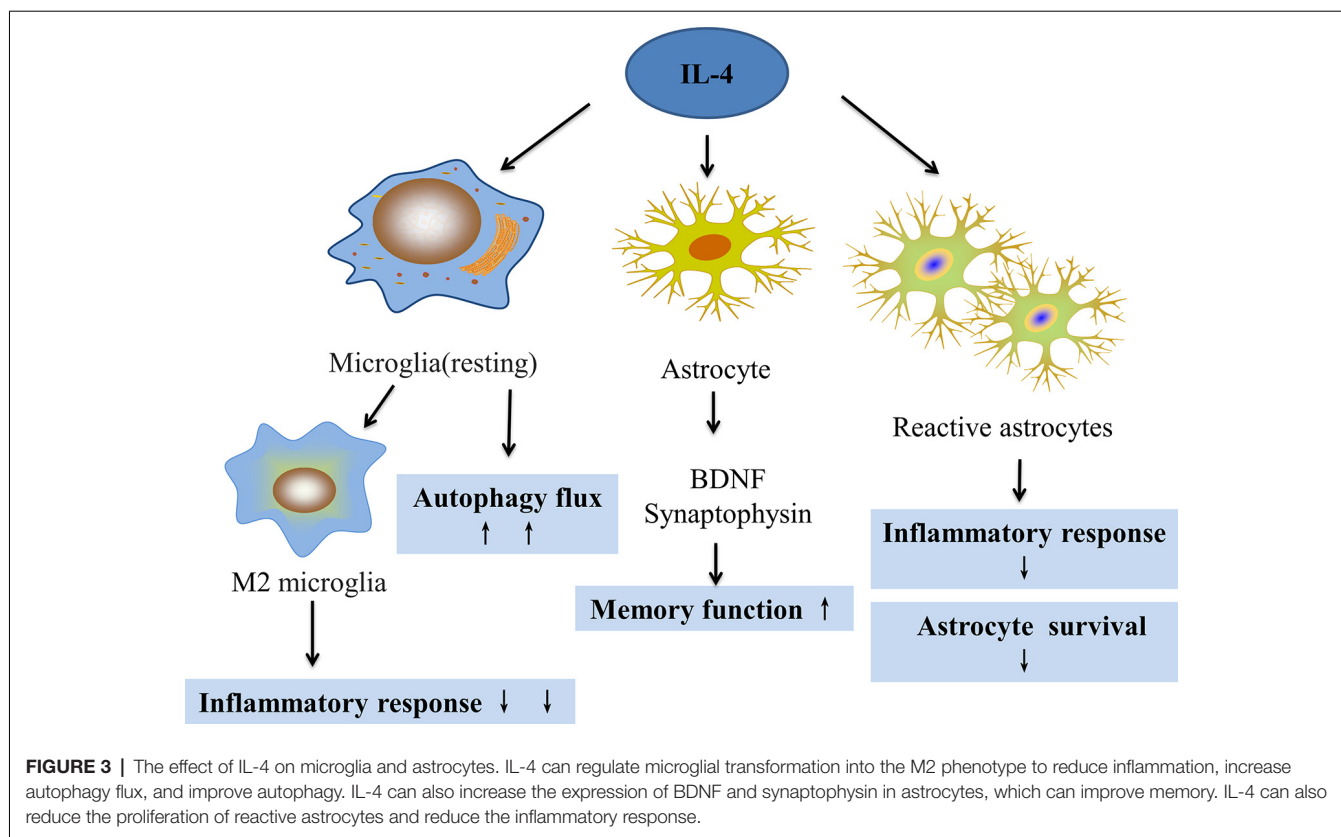 IL-4
Microglia(resting)
Astrocyte
Reactive astrocytes
Autophagy flux
↑ ↑
BDNF
Synaptophysin
Inflammatory response
↓
M2 microglia
Memory function ↑
Astrocyte survival
↓
Inflammatory response ↓ ↓
FIGURE 3 | The effect of IL-4 on microglia and astrocytes. IL-4 can regulate microglial transformation into the M2 phenotype to reduce inflammation, increase
autophagy flux, and improve autophagy. IL-4 can also increase the expression of BDNF and synaptophysin in astrocytes, which can improve memory. IL-4 can also
reduce the proliferation of reactive astrocytes and reduce the inflammatory response.